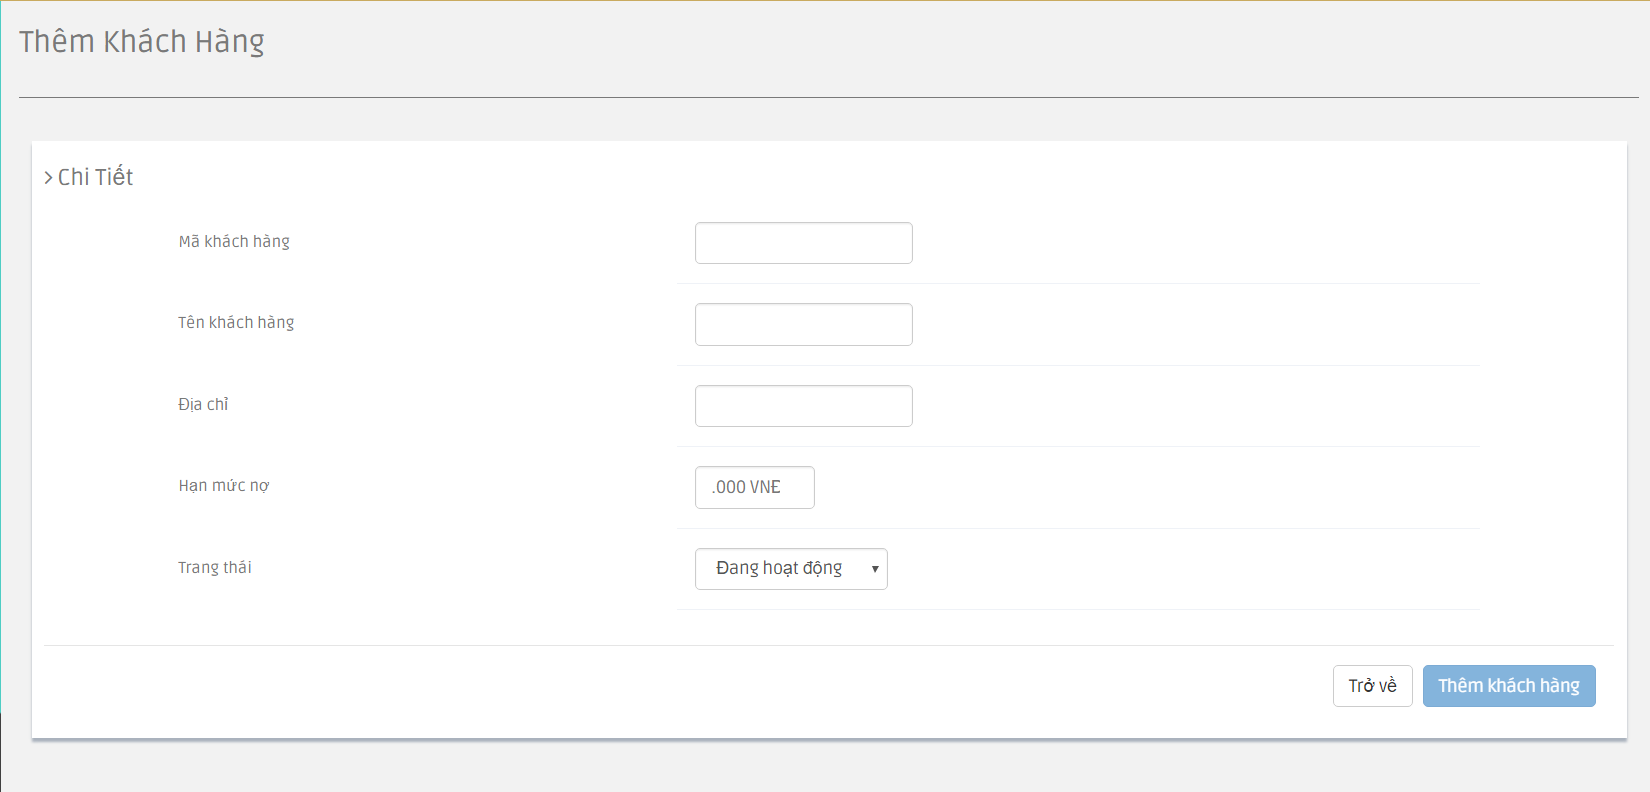 Thêm Khách Hàng
Chi Tiết
Mã khách hàng
Tên khách hàng
Địa chỉ
Hạn mức nợ
.000 VNĐ
Trang thái
Đang hoạt động
Trở về
Thêm khách hàng